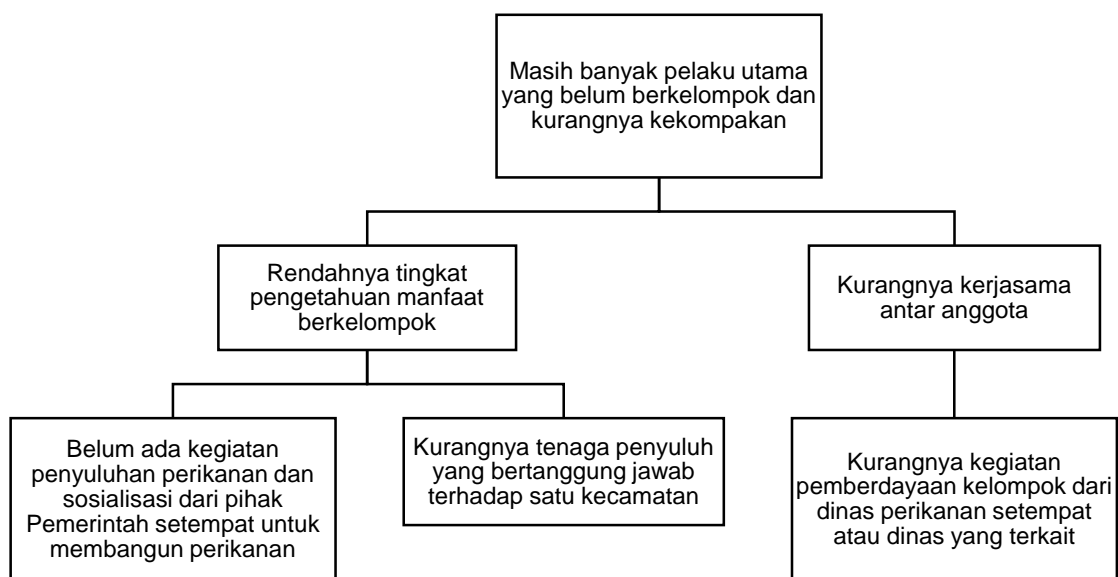 Masih banyak pelaku utama
yang belum berkelompok dan
kurangnya kekompakan
Rendahnya tingkat
pengetahuan manfaat
berkelompok
Kurangnya kerjasama
antar anggota
Belum ada kegiatan
penyuluhan perikanan dan
sosialisasi dari pihak
Pemerintah setempat untuk
membangun perikanan
Kurangnya tenaga penyuluh
yang bertanggung jawab
terhadap satu kecamatan
Kurangnya kegiatan
pemberdayaan kelompok dari
dinas perikanan setempat
atau dinas yang terkait